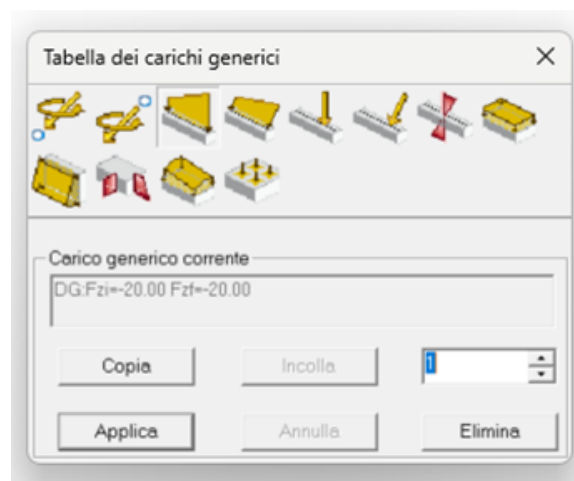 Tabella dei carichi generici
Carico generico corrente
DG:Fzi=-20.00 Fzf=-20.00
Copia
Incolla
1
Applica
Annulla
Elimina